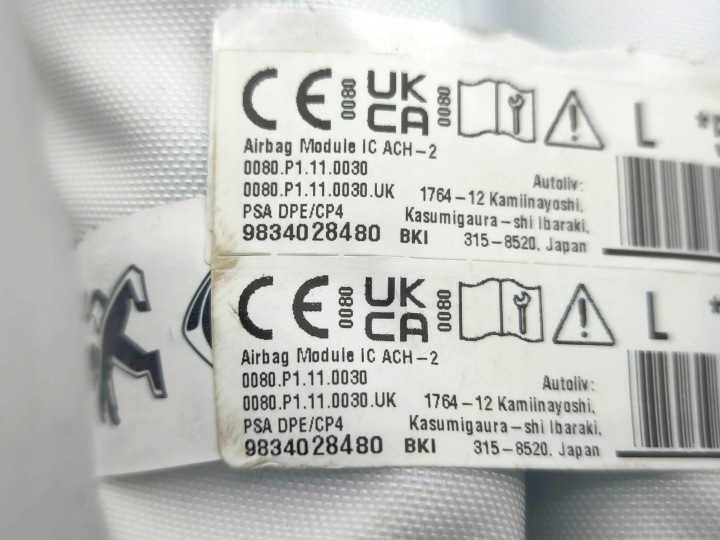 CE 0080 UK CA 0080 L
Airbag Module IC ACH-2
0080.P1.11.0030
0080.P1.11.0030.UK
PSA DPE/CP4
9834028480 BKI
Autoliv:
1764-12 Kamiinayoshi,
Kasumigaura-shi Ibaraki,
315-8520, Japan
CE 0080 UK CA 0080 L
Airbag Module IC ACH-2
0080.P1.11.0030
0080.P1.11.0030.UK
PSA DPE/CP4
9834028480 BKI
Autoliv:
1764-12 Kamiinayoshi,
Kasumigaura-shi Ibaraki,
315-8520, Japan